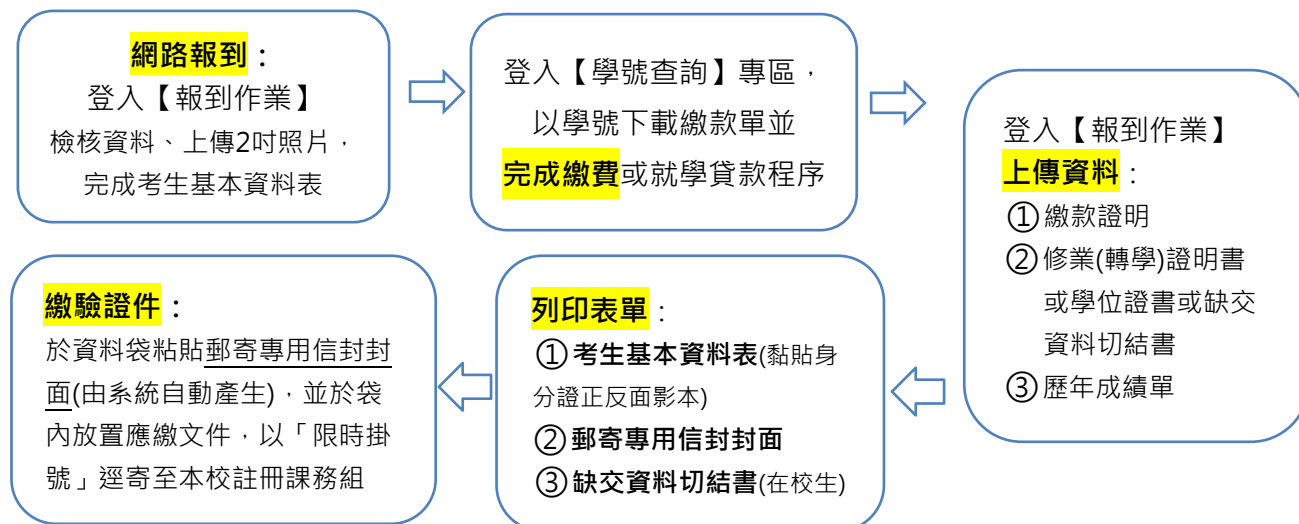 網路報到：
登入【報到作業】
檢核資料、上傳2吋照片，
完成考生基本資料表
登入【學號查詢】專區，
以學號下載繳款單並
完成繳費或就學貸款程序
登入【報到作業】
上傳資料：
①繳款證明
②修業(轉學)證明書
或學位證書或缺交
資料切結書
③歷年成績單
列印表單：
①考生基本資料表(黏貼身
分證正反面影本)
②郵寄專用信封封面
③缺交資料切結書(在校生)
繳驗證件：
於資料袋粘貼郵寄專用信封封
面(由系統自動產生)，並於袋
內放置應繳文件，以「限時掛
號」逕寄至本校註冊課務組